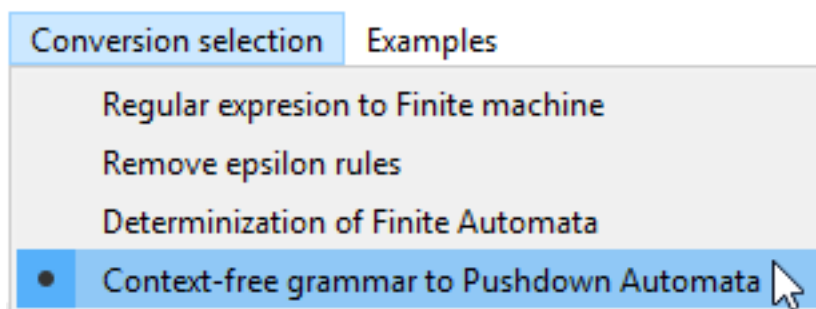 Conversion selection Examples
Regular expresion to Finite machine
Remove epsilon rules
Determinization of Finite Automata
Context-free grammar to Pushdown Automata